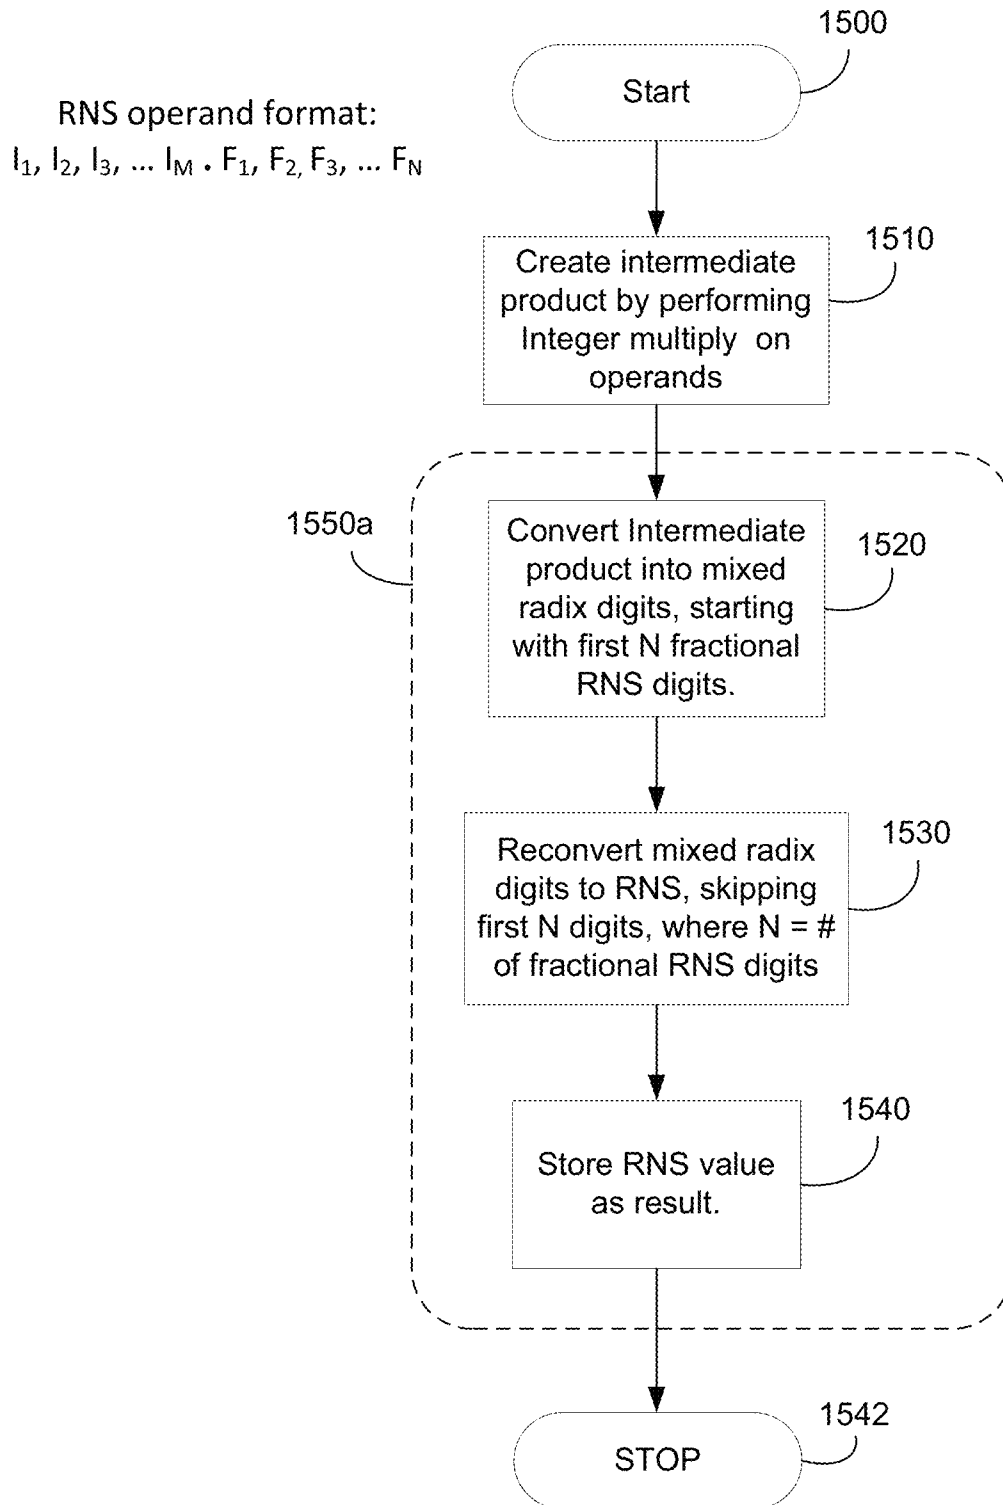 1500
Start
RNS operand format:
I1, I2, I3, ... IM . F1, F2, F3, ... FN
1510
Create intermediate
product by performing
Integer multiply on
operands
1550a
1520
Convert Intermediate
product into mixed
radix digits, starting
with first N fractional
RNS digits.
1530
Reconvert mixed radix
digits to RNS, skipping
first N digits, where N = #
of fractional RNS digits
1540
Store RNS value
as result.
1542
STOP